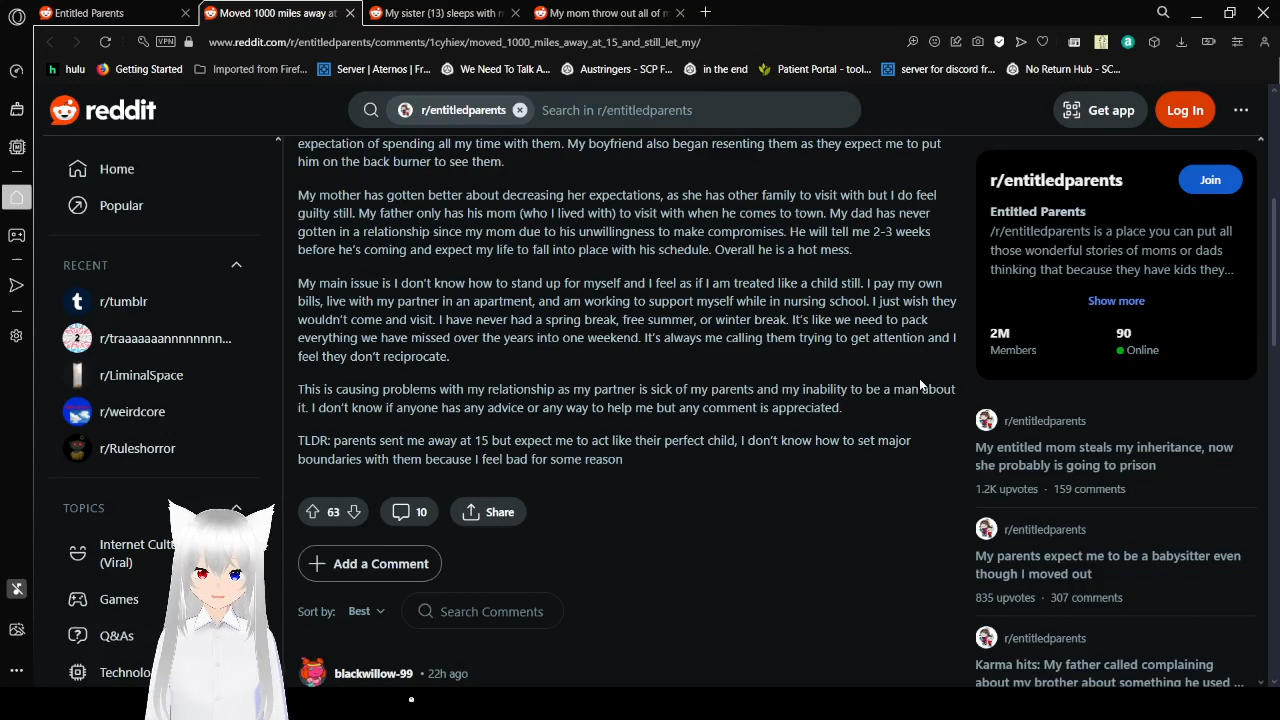 Entitled Parents
Moved 1000 miles away at
My sister (13) sleeps with m
My mom throw out all of m
VPN
www.reddit.com/r/entitledparents/comments/1cyhiex/moved_1000_miles_away_at_15_and_still_let_my/
hulu
Getting Started
Imported from Firef...
Server | Aternos | Fr...
We Need To Talk A...
Austringers - SCP F...
in the end
Patient Portal - tool...
server for discord fr...
No Return Hub - SC...
reddit
r/entitledparents
Search in r/entitledparents
Get app
Log In
Home
Popular
RECENT
r/tumblr
r/traaaaaaannnnnnnn...
r/LiminalSpace
r/weirdcore
r/Ruleshorror
TOPICS
Internet Cult
(Viral)
Games
Q&As
Technolo
expectation of spending all my time with them. My boyfriend also began resenting them as they expect me to put
him on the back burner to see them.
My mother has gotten better about decreasing her expectations, as she has other family to visit with but I do feel
guilty still. My father only has his mom (who I lived with) to visit with when he comes to town. My dad has never
gotten in a relationship since my mom due to his unwillingness to make compromises. He will tell me 2-3 weeks
before he's coming and expect my life to fall into place with his schedule. Overall he is a hot mess.
My main issue is I don't know how to stand up for myself and I feel as if I am treated like a child still. I pay my own
bills, live with my partner in an apartment, and am working to support myself while in nursing school. I just wish they
wouldn't come and visit. I have never had a spring break, free summer, or winter break. It's like we need to pack
everything we have missed over the years into one weekend. It's always me calling them trying to get attention and I
feel they don't reciprocate.
This is causing problems with my relationship as my partner is sick of my parents and my inability to be a man about
it. I don't know if anyone has any advice or any way to help me but any comment is appreciated.
TLDR: parents sent me away at 15 but expect me to act like their perfect child, I don't know how to set major
boundaries with them because I feel bad for some reason
63
10
Share
Add a Comment
Sort by:
Best
Search Comments
blackwillow-99 • 22h ago
r/entitledparents
Join
Entitled Parents
/r/entitledparents is a place you can put all
those wonderful stories of moms or dads
thinking that because they have kids they...
Show more
2M
90
Members
Online
r/entitledparents
My entitled mom steals my inheritance, now
she probably is going to prison
1.2K upvotes • 159 comments
r/entitledparents
My parents expect me to be a babysitter even
though I moved out
835 upvotes • 307 comments
r/entitledparents
Karma hits: My father called complaining
about my brother about something he used ...